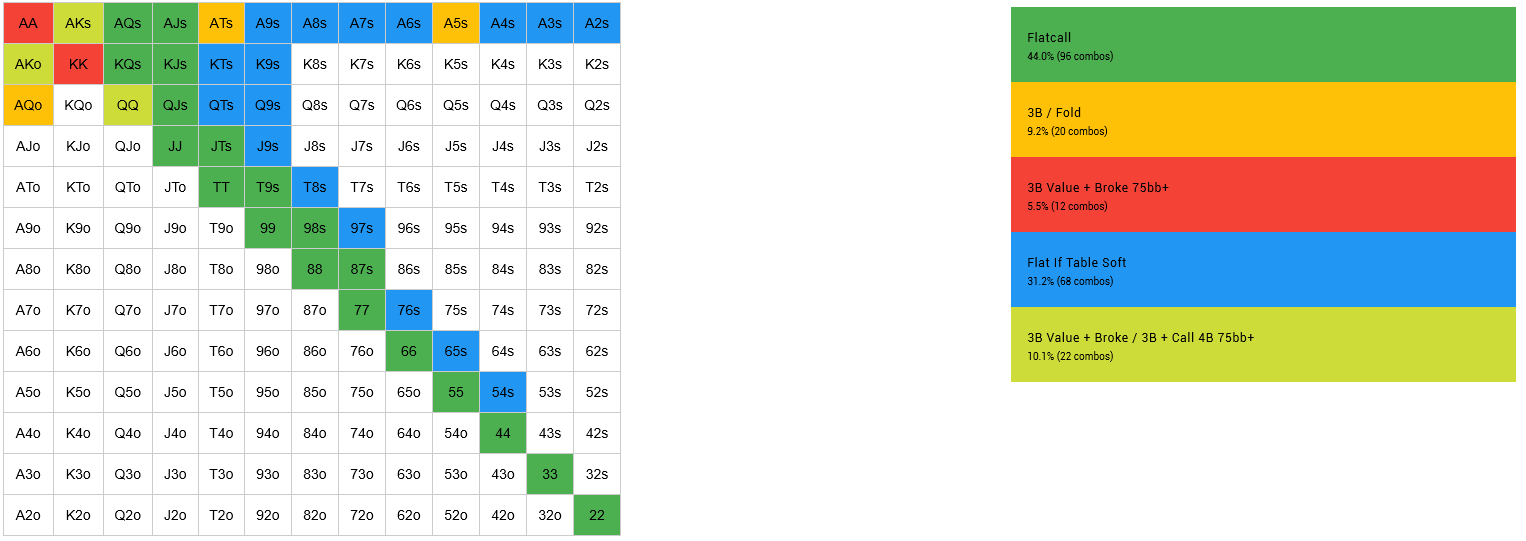 AA AKs AQs AJs ATs A9s A8s A7s A6s A5s A4s A3s A2s
AKo KK KQs KJs KTs K9s K8s K7s K6s K5s K4s K3s K2s
AQo KQo QQ QJs QTs Q9s Q8s Q7s Q6s Q5s Q4s Q3s Q2s
AJo KJo QJo JJ JTs J9s J8s J7s J6s J5s J4s J3s J2s
ATo KTo QTo JTo TT T9s T8s T7s T6s T5s T4s T3s T2s
A9o K9o Q9o J9o T9o 99 98s 97s 96s 95s 94s 93s 92s
A8o K8o Q8o J8o T8o 98o 88 87s 86s 85s 84s 83s 82s
A7o K7o Q7o J7o T7o 97o 87o 77 76s 75s 74s 73s 72s
A6o K6o Q6o J6o T6o 96o 86o 76o 66 65s 64s 63s 62s
A5o K5o Q5o J5o T5o 95o 85o 75o 65o 55 54s 53s 52s
A4o K4o Q4o J4o T4o 94o 84o 74o 64o 54o 44 43s 42s
A3o K3o Q3o J3o T3o 93o 83o 73o 63o 53o 43o 33 32s
A2o K2o Q2o J2o T2o 92o 82o 72o 62o 52o 42o 32o 22
Flatcall
44.0% (96 combos)
3B / Fold
9.2% (20 combos)
3B Value + Broke 75bb+
5.5% (12 combos)
Flat If Table Soft
31.2% (68 combos)
3B Value + Broke / 3B + Call 4B 75bb+
10.1% (22 combos)